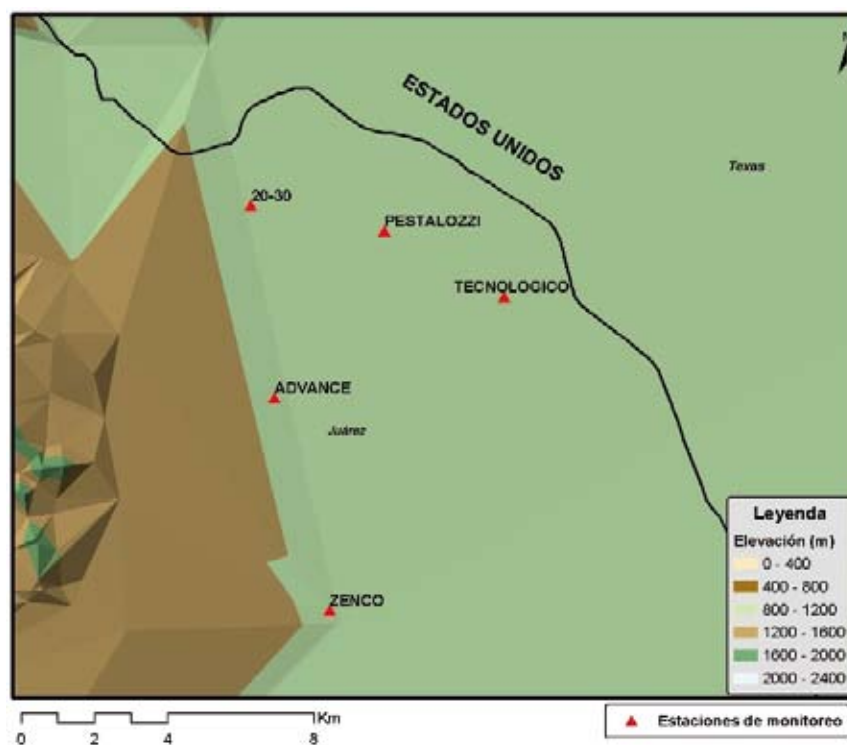 N
ESTADOS UNIDOS
Texas
20-30
PESTALOZZI
TECNOLOGICO
ADVANCE
Juárez
ZENCO
Leyenda
Elevación (m)
0 - 400
400 - 800
800 - 1200
1200 - 1600
1600 - 2000
2000 - 2400
Km
0 2 4 8
Estaciones de monitoreo